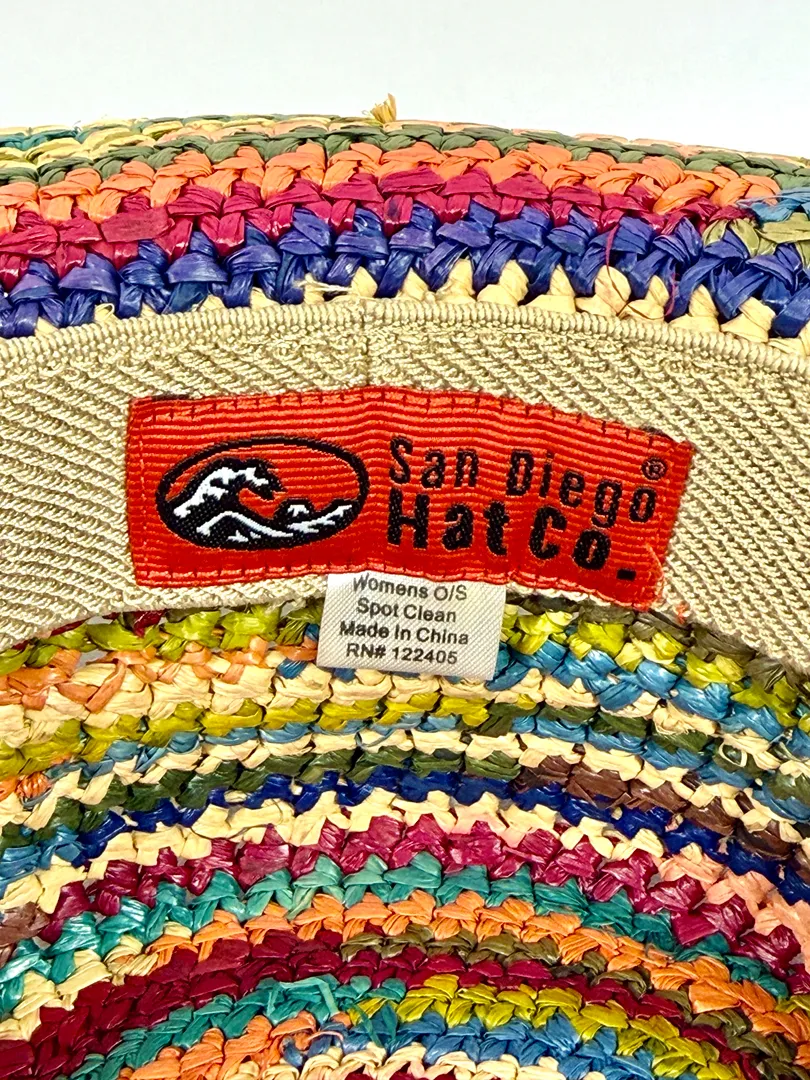 San Diego®
Hat Co.
Womens O/S
Spot Clean
Made In China
RN# 122405